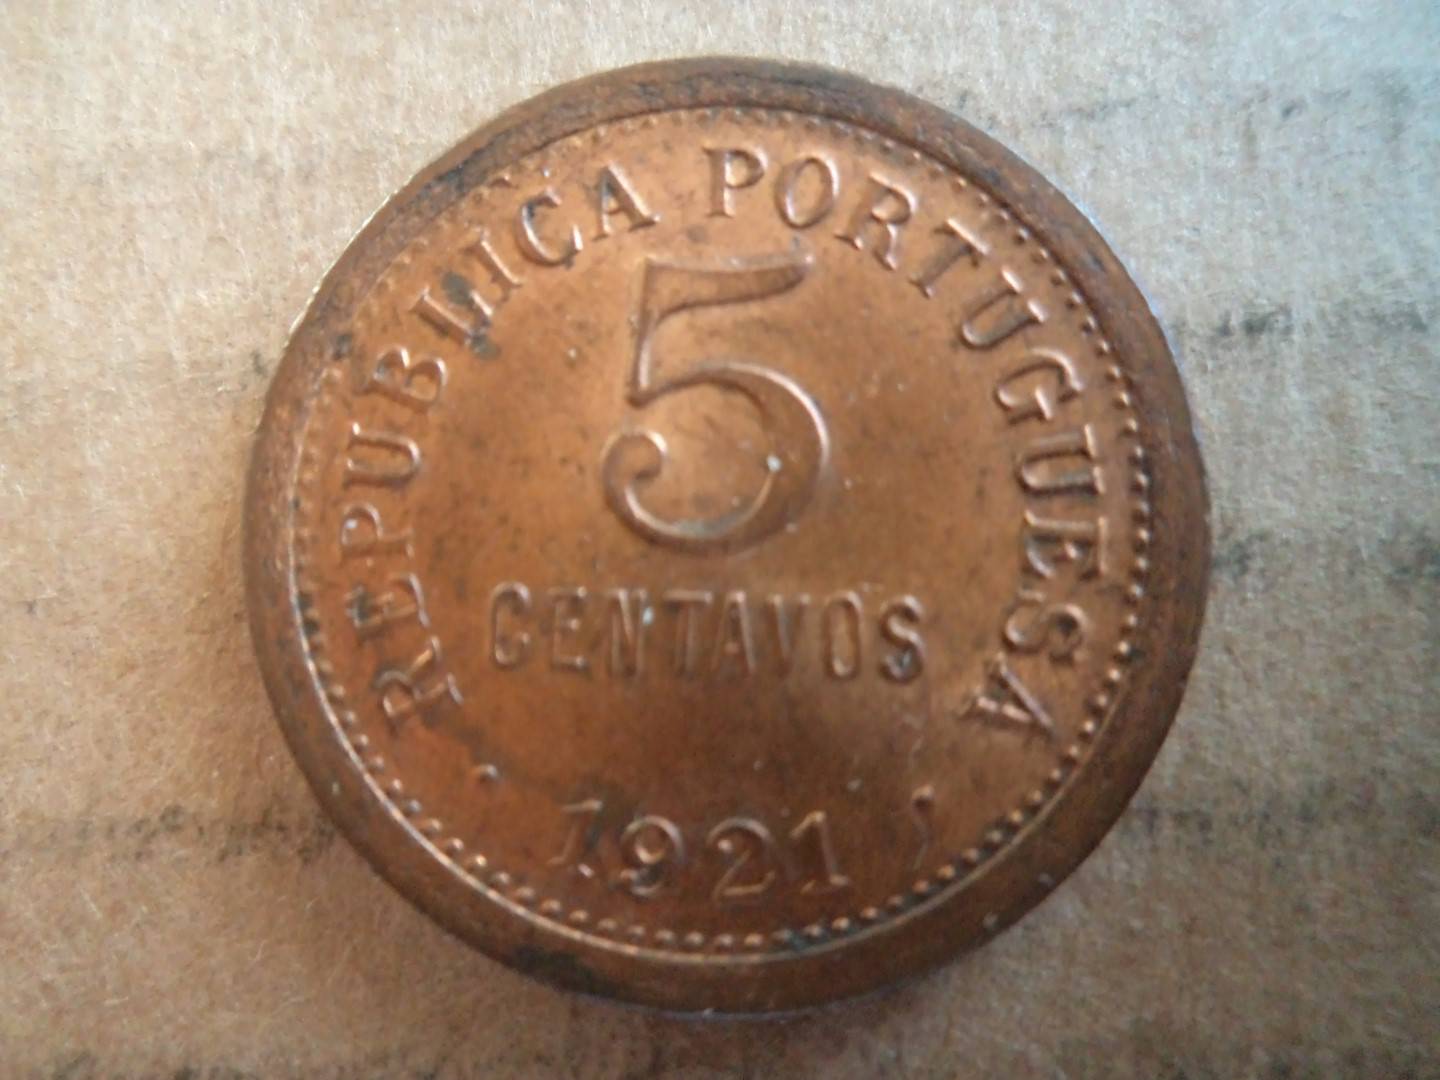 REPUBLICA PORTUGUESA
5
CENTAVOS
1921